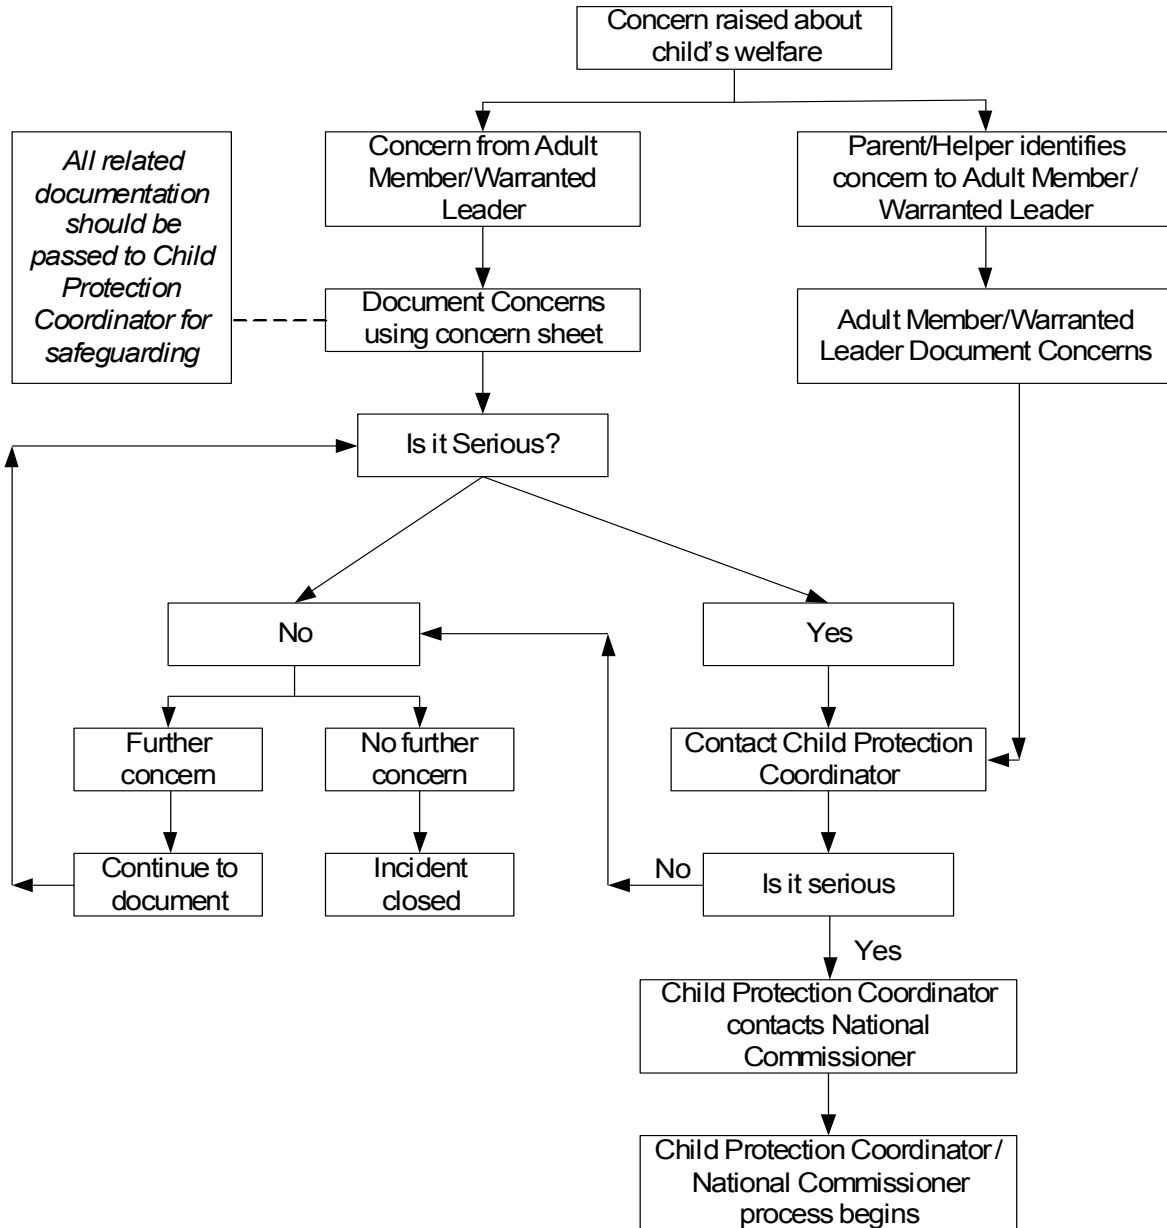 Concern raised about
child's welfare
All related
documentation
should be
passed to Child
Protection
Coordinator for
safeguarding
Concern from Adult
Member/Warranted
Leader
Parent/Helper identifies
concern to Adult Member/
Warranted Leader
Document Concerns
using concern sheet
Adult Member/Warranted
Leader Document Concerns
Is it Serious?
No
Yes
Further
concern
No further
concern
Contact Child Protection
Coordinator
Continue to
document
Incident
closed
No
Is it serious
Yes
Child Protection Coordinator
contacts National
Commissioner
Child Protection Coordinator/
National Commissioner
process begins